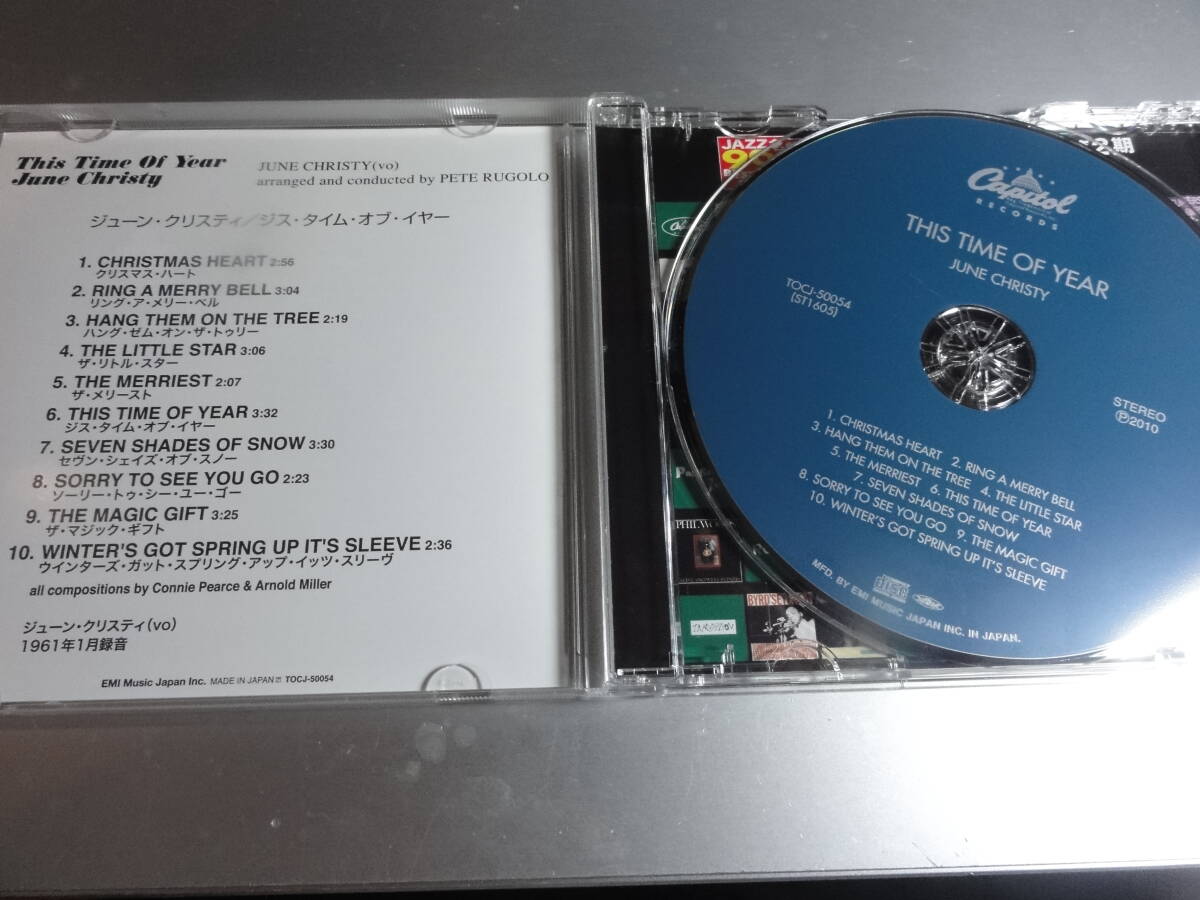 This Time Of Year
June Christy
JUNE CHRISTY(vo)
arranged and conducted by PETE RUGOLO
ジューン・クリスティ/ジス・タイム・オブ・イヤー
1. CHRISTMAS HEART 2:56
クリスマス・ハート
2. RING A MERRY BELL 3:04
リング・ア・メリー・ベル
3. HANG THEM ON THE TREE 2:19
ハング・ゼム・オン・ザ・トゥリー
4. THE LITTLE STAR 3:06
ザ・リトル・スター
5. THE MERRIEST 2:07
ザ・メリースト
6. THIS TIME OF YEAR 3:32
ジス・タイム・オブ・イヤー
7. SEVEN SHADES OF SNOW 3:30
セヴン・シェイズ・オブ・スノー
8. SORRY TO SEE YOU GO 2:23
ソーリー・トゥ・シー・ユー・ゴー
9. THE MAGIC GIFT 3:25
ザ・マジック・ギフト
10. WINTER'S GOT SPRING UP IT'S SLEEVE 2:36
ウインターズ・ガット・スプリング・アップ・イッツ・スリーヴ
all compositions by Connie Pearce & Arnold Miller
ジューン・クリスティ(vo)
1961年1月録音
EMI Music Japan Inc. MADE IN JAPAN TOCJ-50054
JAZZ
期
Capitol
RECORDS
THIS TIME OF YEAR
JUNE CHRISTY
TOCJ-50054
(ST1605)
STEREO
Ⓟ2010
1. CHRISTMAS HEART 2. RING A MERRY BELL
3. HANG THEM ON THE TREE 4. THE LITTLE STAR
5. THE MERRIEST 6. THIS TIME OF YEAR
7. SEVEN SHADES OF SNOW
8. SORRY TO SEE YOU GO 9. THE MAGIC GIFT
10. WINTER'S GOT SPRING UP IT'S SLEEVE
MFD. BY EMI MUSIC JAPAN INC. IN JAPAN.